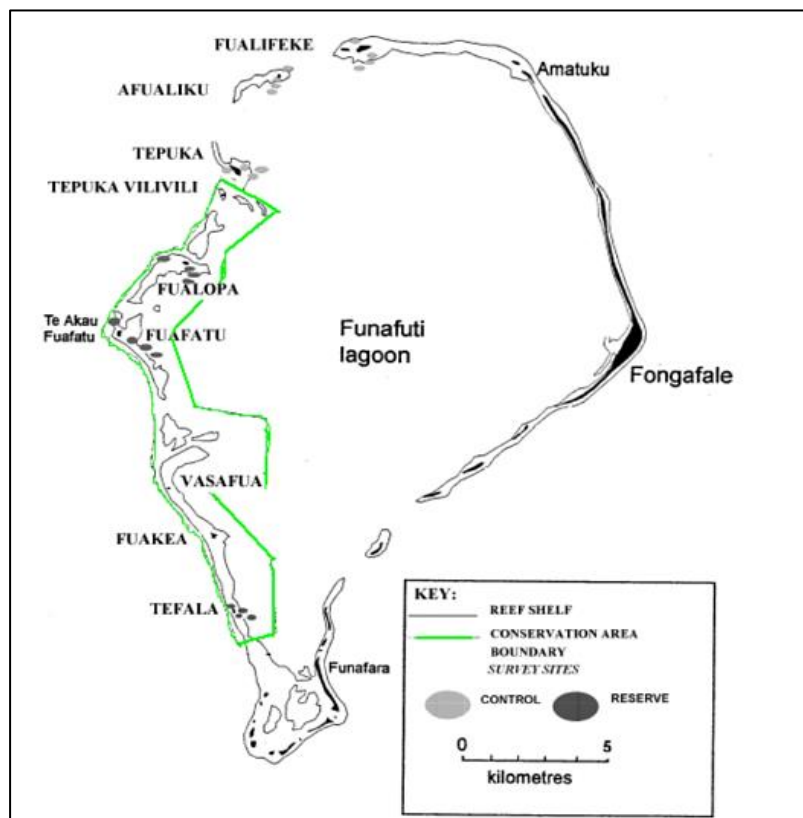 FUALIFEKE
Amatuku
AFUALIKU
TEPUKA
TEPUKA VILIVILI
FUALOPA
Te Akau
Fuafatu
FUAFATU
Funafuti
lagoon
Fongafale
VASAFUA
FUAKEA
TEFALA
Funafara
KEY:
REEF SHELF
CONSERVATION AREA
BOUNDARY
SURVEY SITES
CONTROL
RESERVE
0 5
kilometres